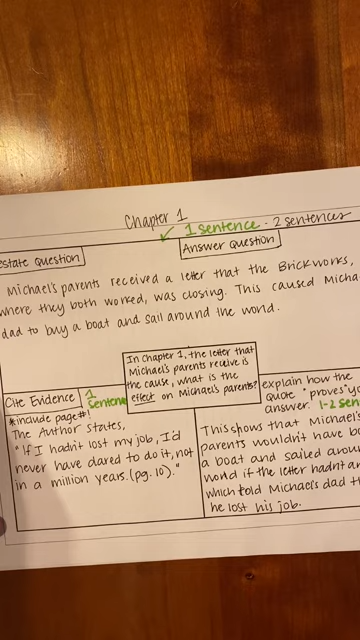 Chapter 1
1 sentence - 2 sentences
estate Question
Answer Question
Michael's parents received a letter that the Brickworks,
where they both worked, was closing. This caused Micha
dad to buy a boat and sail around the world.
In chapter 1, the letter that
Michael's parents receive is
the cause, what is the
effect on Michael's parents?
Cite Evidence
1
Sentenc
*include page#!
The Author states,
"If I hadn't lost my job, I'd
never have dared to do it, not
in a million years. (pg. 10)."
explain how the
quote "proves" yo
answer. 1-2 sen
This shows that Michael's
parents wouldn't have bo
a boat and sailed aroun
world if the letter hadn't ar
which told Michael's dad th
he lost his job.